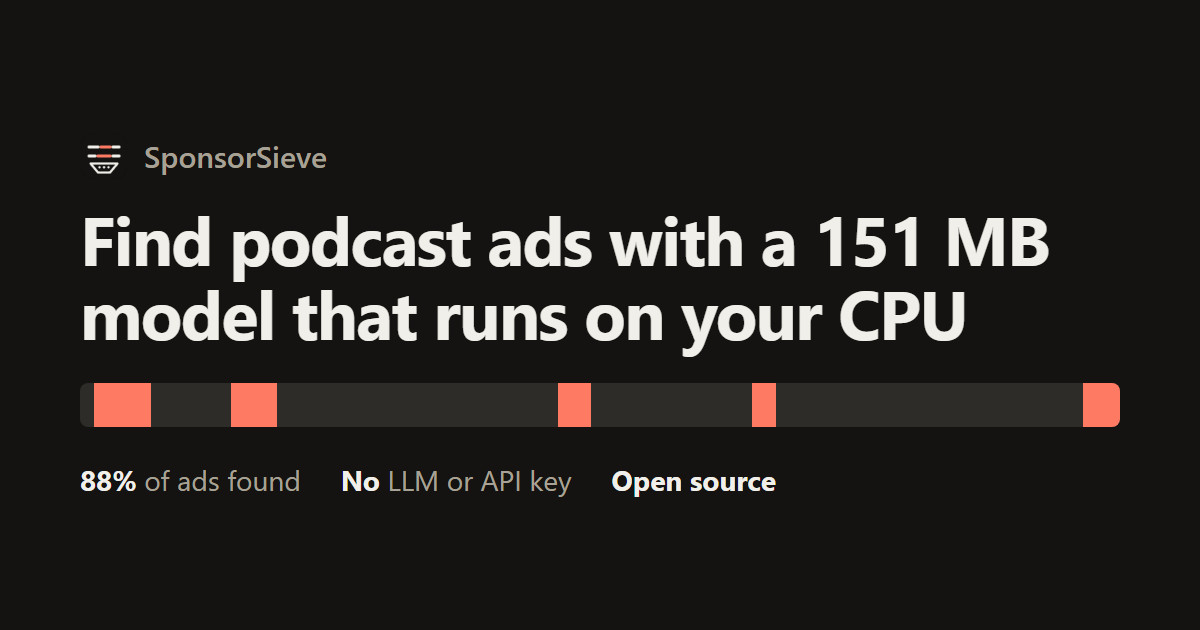 SponsorSieve
Find podcast ads with a 151 MB
model that runs on your CPU
88% of ads found No LLM or API key Open source